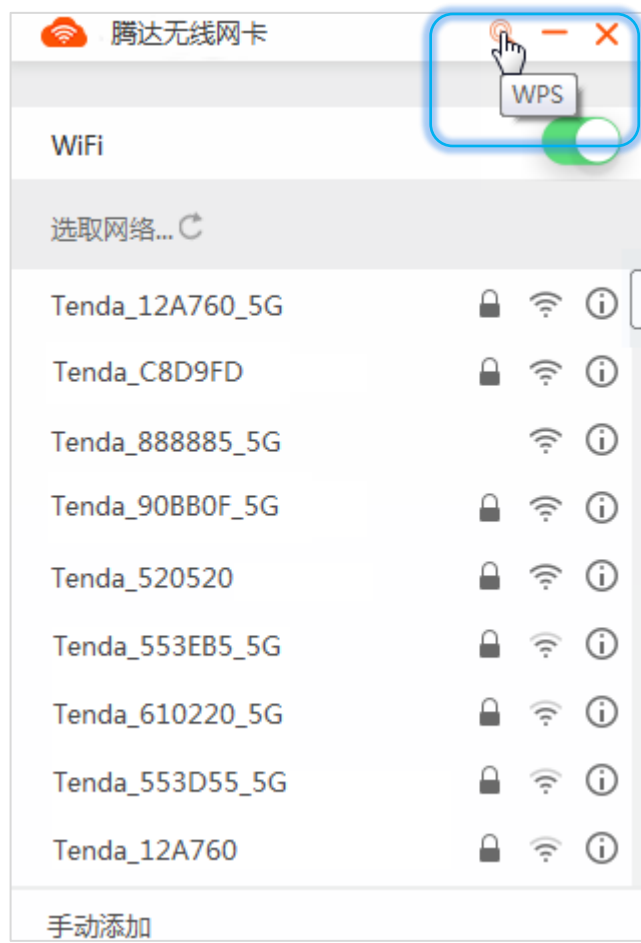 腾达无线网卡
WPS
WiFi
选取网络...
Tenda_12A760_5G
Tenda_C8D9FD
Tenda_888885_5G
Tenda_90BB0F_5G
Tenda_520520
Tenda_553EB5_5G
Tenda_610220_5G
Tenda_553D55_5G
Tenda_12A760
手动添加